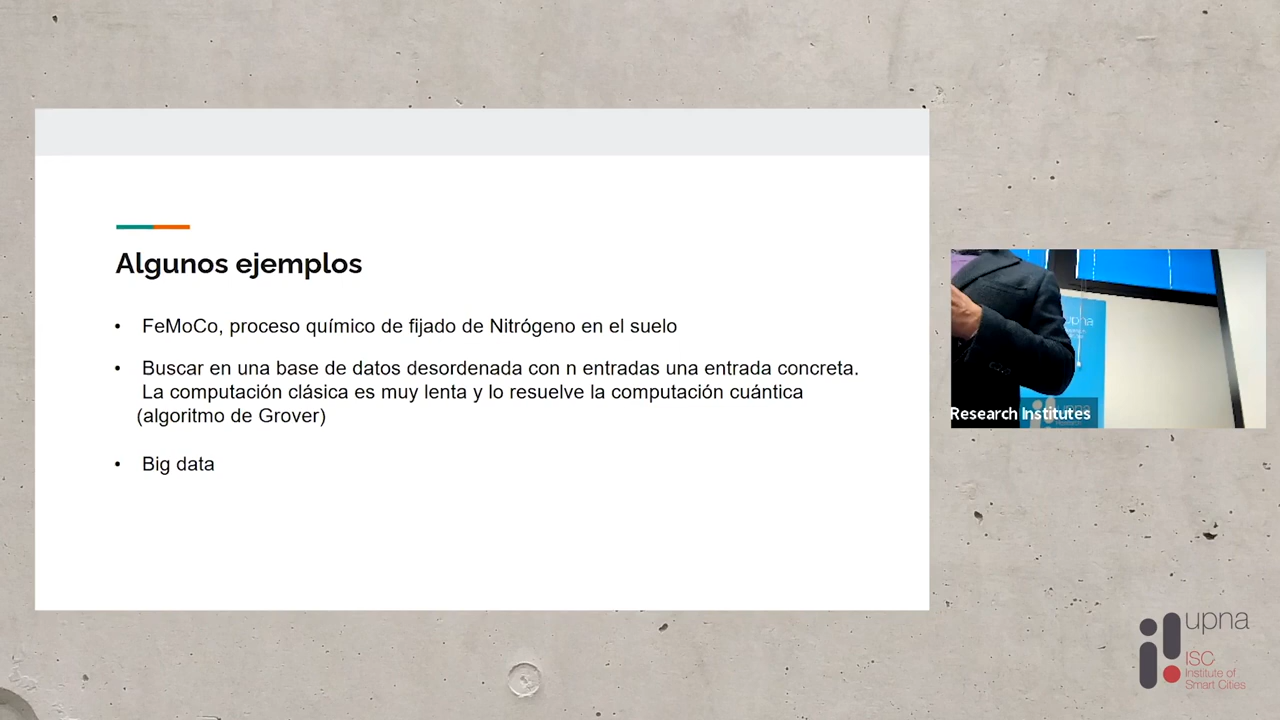 Algunos ejemplos
• FeMoCo, proceso químico de fijado de Nitrógeno en el suelo
• Buscar en una base de datos desordenada con n entradas una entrada concreta.
La computación clásica es muy lenta y lo resuelve la computación cuántica
(algoritmo de Grover)
• Big data
upna
Research Institutes
upna
ISC
Institute of
Smart Cities